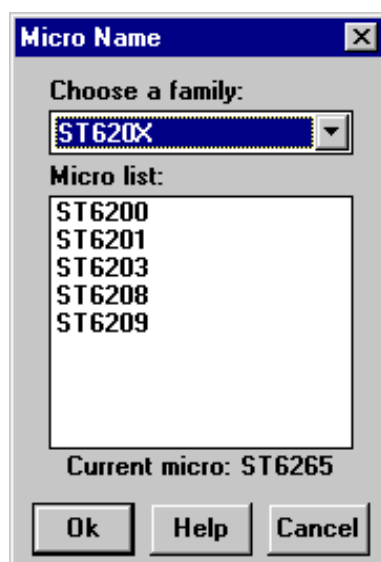 Micro Name
Choose a family:
ST620X
Micro list:
ST6200
ST6201
ST6203
ST6208
ST6209
Current micro: ST6265
Ok Help Cancel